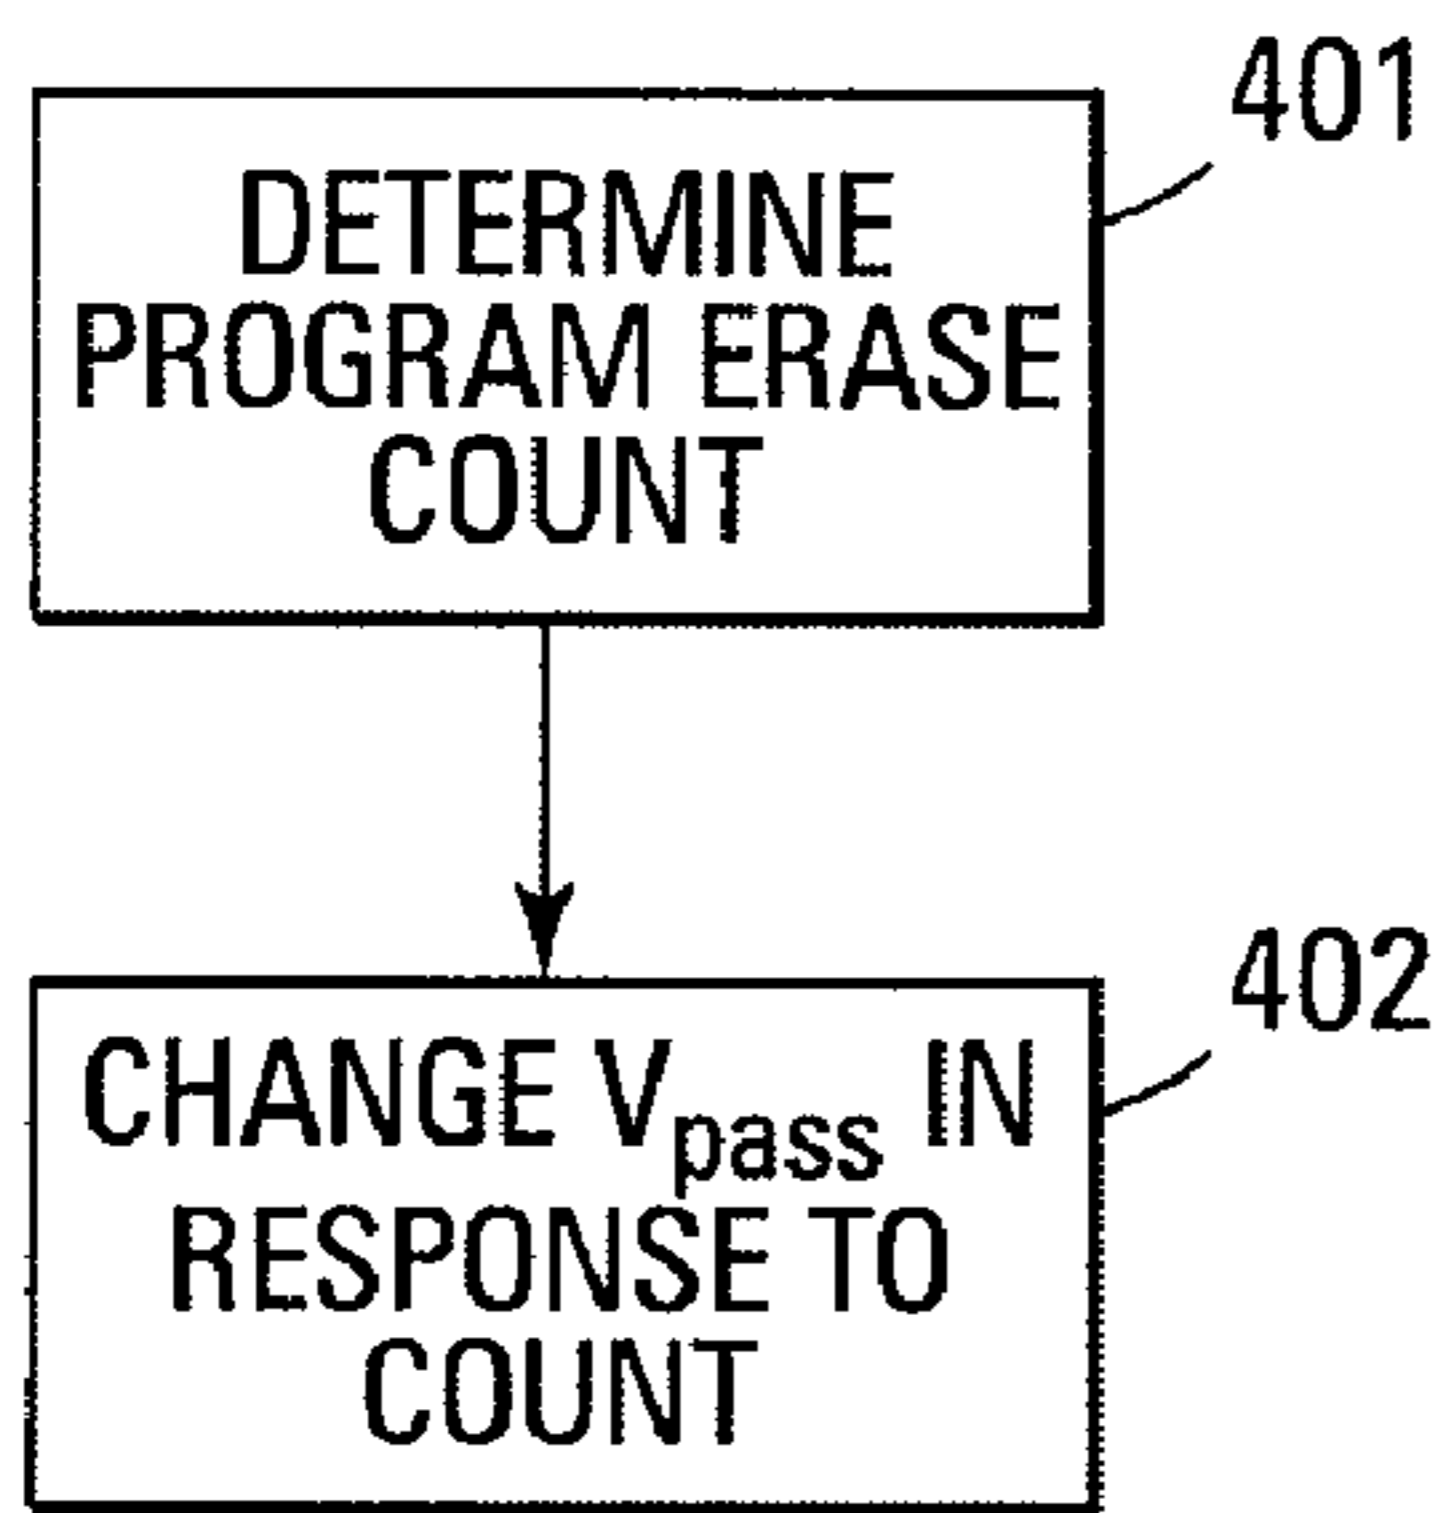 401
DETERMINE
PROGRAM ERASE
COUNT
402
CHANGE Vpass IN
RESPONSE TO
COUNT